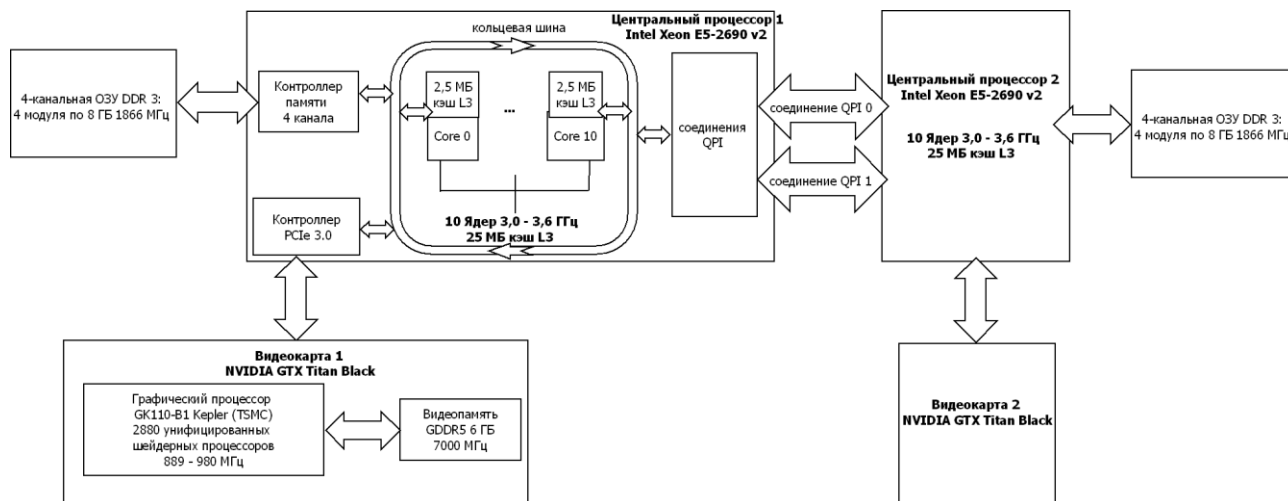 4-канальная ОЗУ DDR 3:
4 модуля по 8 ГБ 1866 МГц
Контроллер
памяти
4 канала
Контроллер
PCIe 3.0
кольцевая шина
2,5 МБ
кэш L3
Core 0
...
2,5 МБ
кэш L3
Core 10
10 Ядер 3,0 - 3,6 ГГц
25 МБ кэш L3
Центральный процессор 1
Intel Xeon E5-2690 v2
соединения
QPI
соединение QPI 0
соединение QPI 1
Центральный процессор 2
Intel Xeon E5-2690 v2
10 Ядер 3,0 - 3,6 ГГц
25 МБ кэш L3
4-канальная ОЗУ DDR 3:
4 модуля по 8 ГБ 1866 МГц
Видеокарта 1
NVIDIA GTX Titan Black
Графический процессор
GK110-B1 Kepler (TSMC)
2880 унифицированных
шейдерных процессоров
889 - 980 МГц
Видеопамять
GDDR5 6 ГБ
7000 МГц
Видеокарта 2
NVIDIA GTX Titan Black